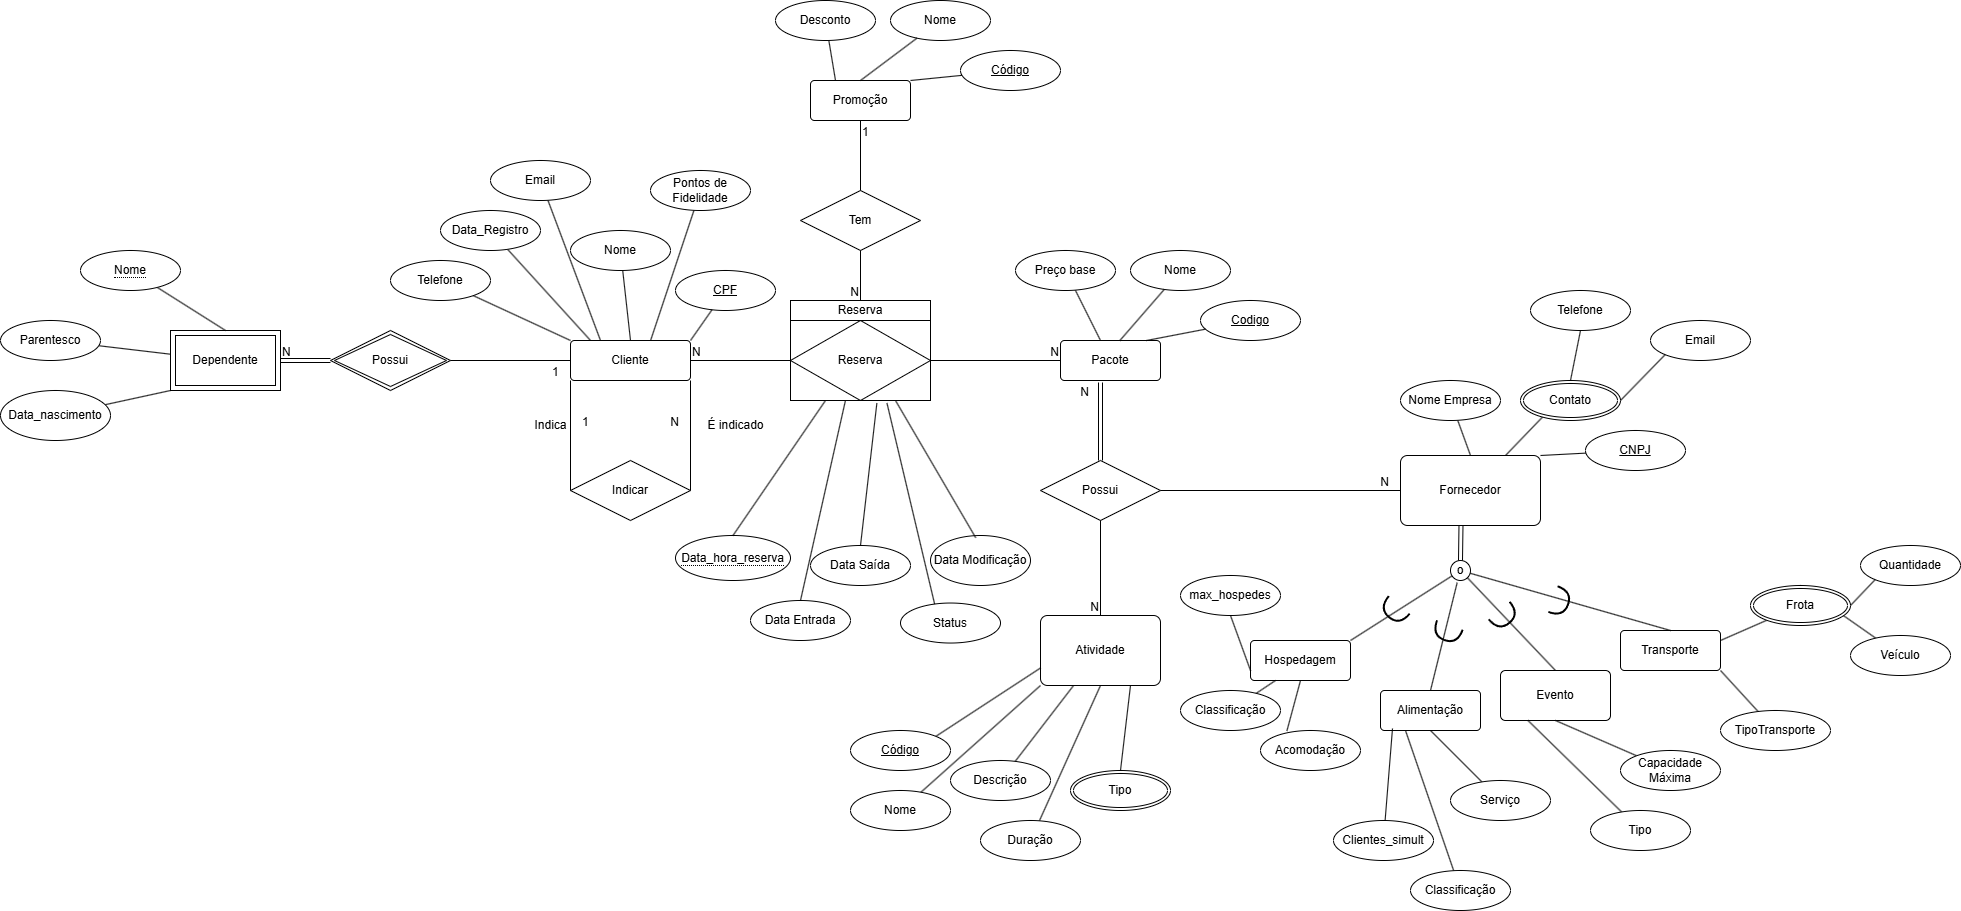 Desconto
Nome
Código
Promoção
1
Tem
N
Email
Pontos de
Fidelidade
Data_Registro
Nome
Telefone
CPF
Nome
Parentesco
Data_nascimento
Dependente
N
Possui
1
Cliente
N
Reserva
Reserva
Indica
1
N
É indicado
Indicar
Preço base
Nome
Codigo
N
Pacote
N
Data_hora_reserva
Data Saída
Data Modificação
Data Entrada
Status
Possui
N
N
Atividade
Código
Nome
Descrição
Duração
Tipo
Telefone
Email
Contato
Nome Empresa
CNPJ
Fornecedor
o
max_hospedes
Hospedagem
Classificação
Acomodação
Alimentação
Clientes_simult
Classificação
Serviço
Evento
Capacidade
Máxima
Tipo
Transporte
TipoTransporte
Frota
Quantidade
Veículo